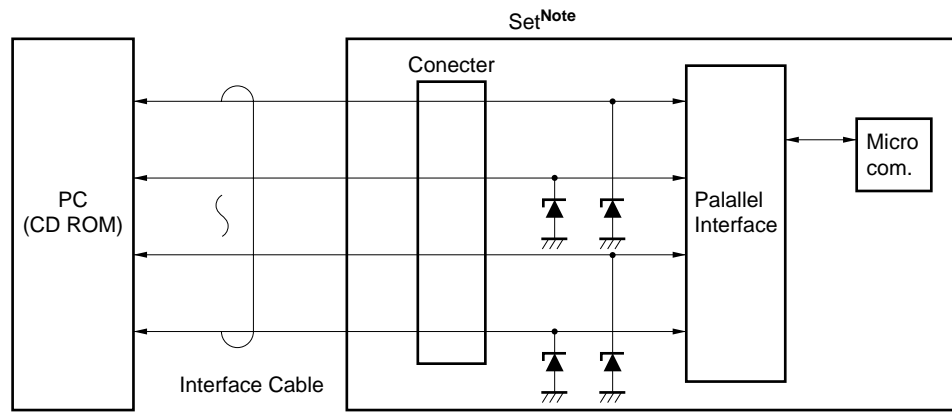 SetNote
Conecter
PC
(CD ROM)
Palallel
Interface
Micro
com.
Interface Cable